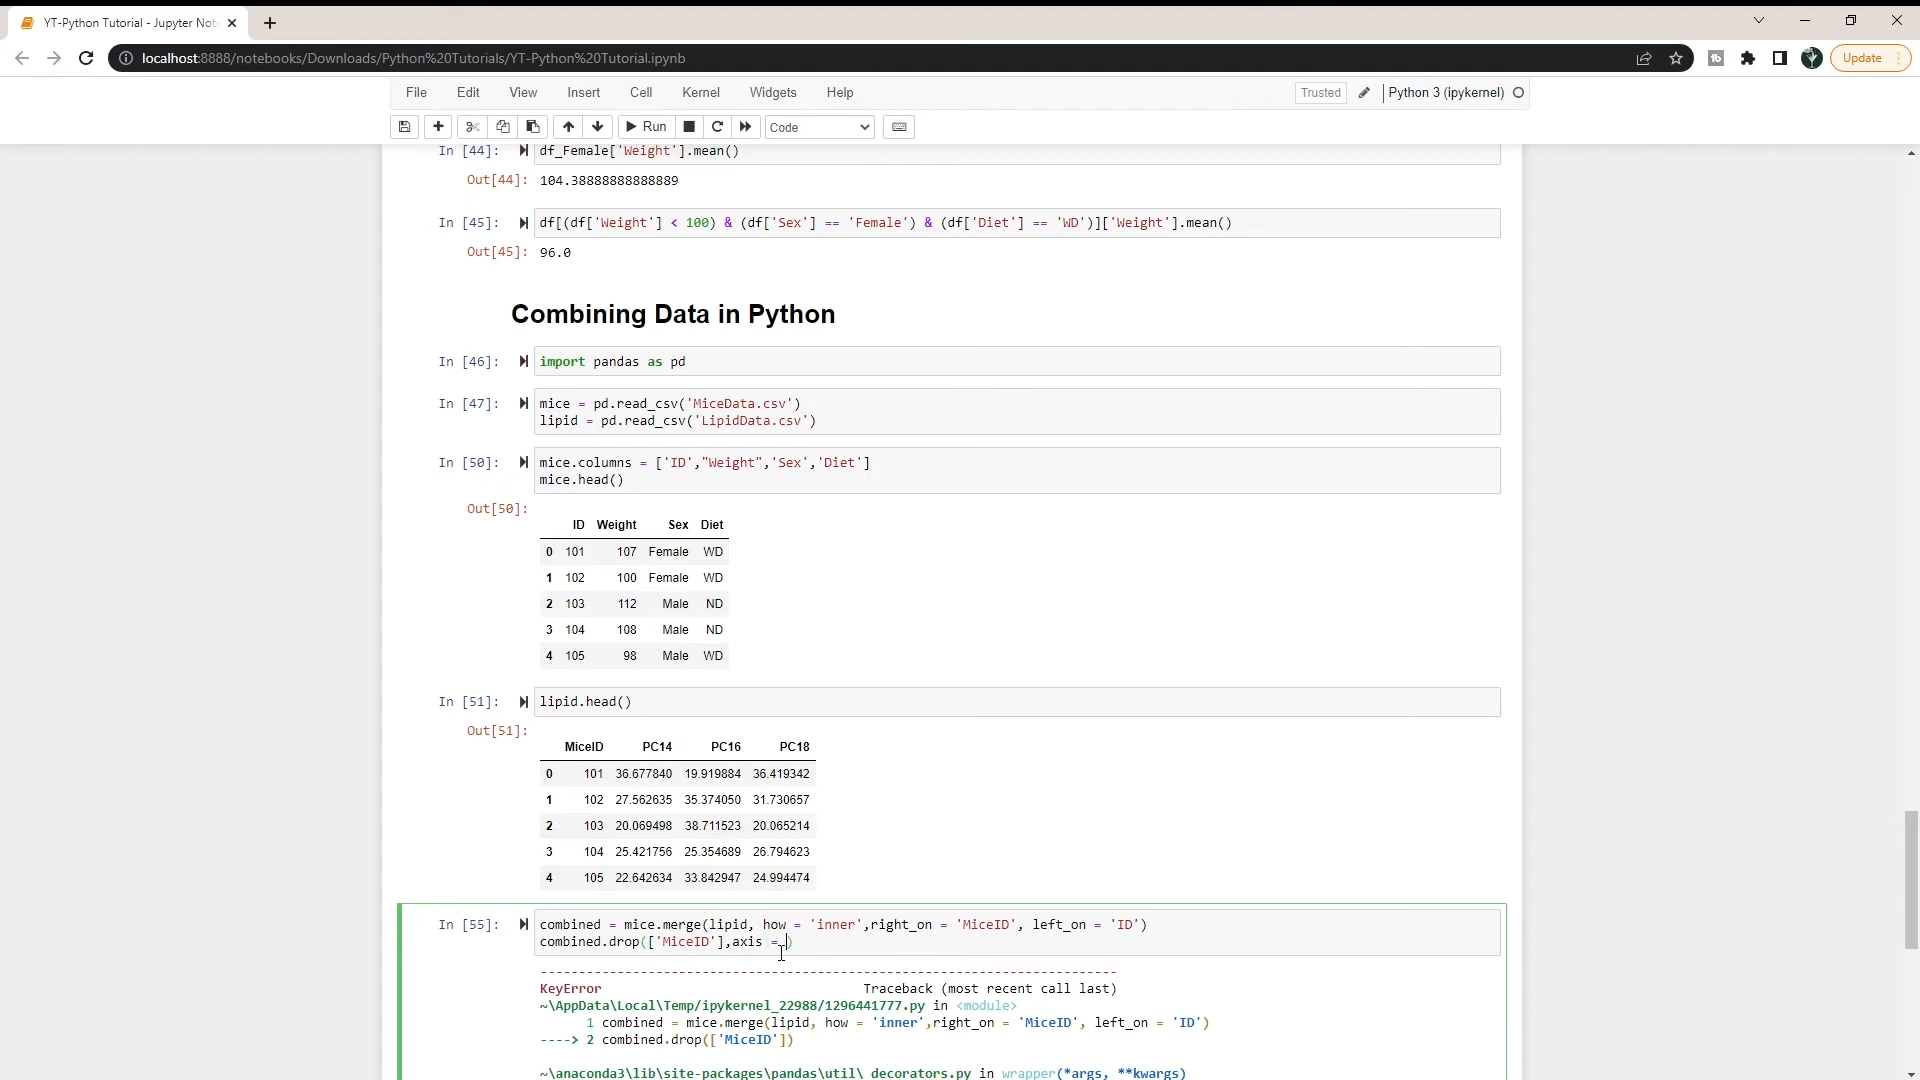 YT-Python Tutorial - Jupyter Not
localhost:8888/notebooks/Downloads/Python%20Tutorials/YT-Python%20Tutorial.ipynb
Update
File Edit View Insert Cell Kernel Widgets Help
Trusted
Python 3 (ipykernel)
Run
Code
In [44]: df_Female['Weight'].mean()
Out[44]: 104.38888888888889
In [45]: df[(df['Weight'] < 100) & (df['Sex'] == 'Female') & (df['Diet'] == 'WD')]['Weight'].mean()
Out[45]: 96.0
Combining Data in Python
In [46]: import pandas as pd
In [47]: mice = pd.read_csv('MiceData.csv')
lipid = pd.read_csv('LipidData.csv')
In [50]: mice.columns = ['ID',"Weight",'Sex','Diet']
mice.head()
Out[50]:
ID Weight Sex Diet
0 101 107 Female WD
1 102 100 Female WD
2 103 112 Male ND
3 104 108 Male ND
4 105 98 Male WD
In [51]: lipid.head()
Out[51]:
MiceID PC14 PC16 PC18
0 101 36.677840 19.919884 36.419342
1 102 27.562635 35.374050 31.730657
2 103 20.069498 38.711523 20.065214
3 104 25.421756 25.354689 26.794623
4 105 22.642634 33.842947 24.994474
In [55]: combined = mice.merge(lipid, how = 'inner',right_on = 'MiceID', left_on = 'ID')
combined.drop(['MiceID'],axis = )
---------------------------------------------------------------------------
KeyError Traceback (most recent call last)
~\AppData\Local\Temp/ipykernel_22988/1296441777.py in <module>
1 combined = mice.merge(lipid, how = 'inner',right_on = 'MiceID', left_on = 'ID')
----> 2 combined.drop(['MiceID'])
~\anaconda3\lib\site-packages\pandas\util\_decorators.py in wrapper(*args, **kwargs)